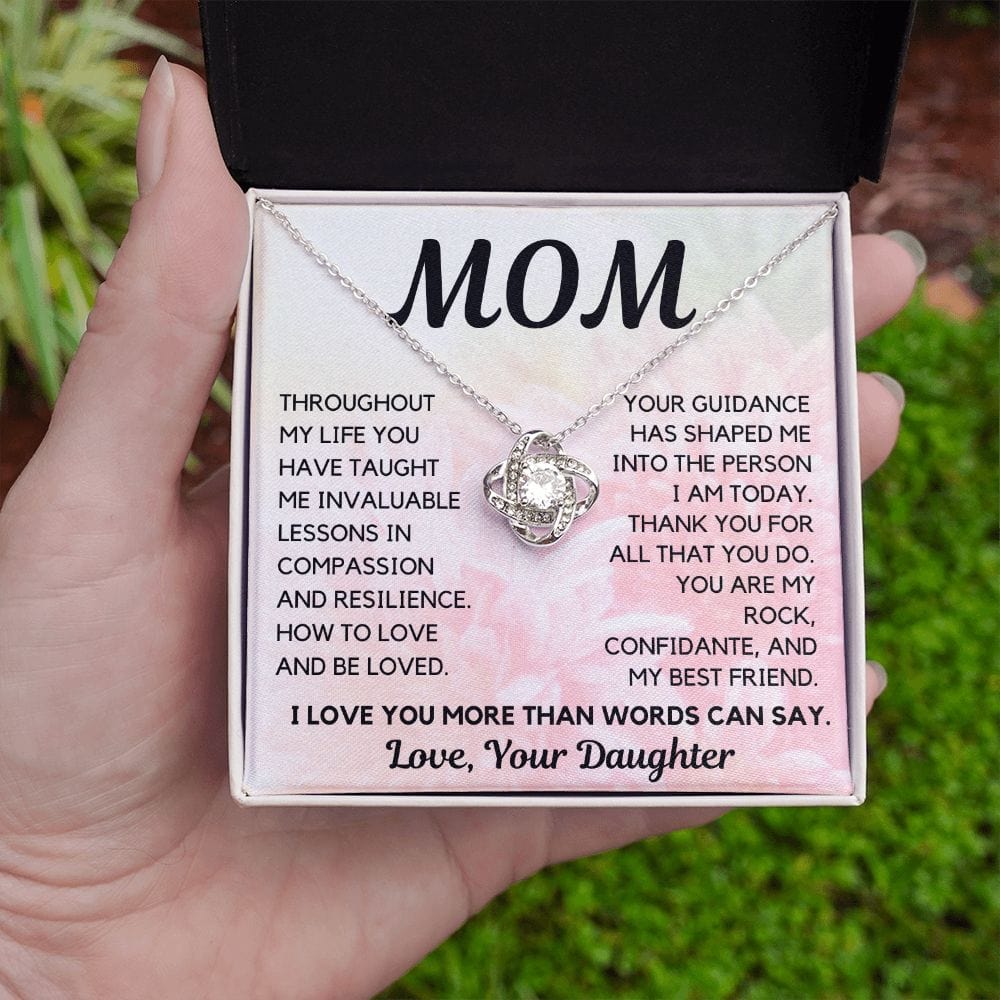 MOM
THROUGHOUT
MY LIFE YOU
HAVE TAUGHT
ME INVALUABLE
LESSONS IN
COMPASSION
AND RESILIENCE.
HOW TO LOVE
AND BE LOVED.
YOUR GUIDANCE
HAS SHAPED ME
INTO THE PERSON
I AM TODAY.
THANK YOU FOR
ALL THAT YOU DO.
YOU ARE MY
ROCK,
CONFIDANTE, AND
MY BEST FRIEND.
I LOVE YOU MORE THAN WORDS CAN SAY.
Love, Your Daughter